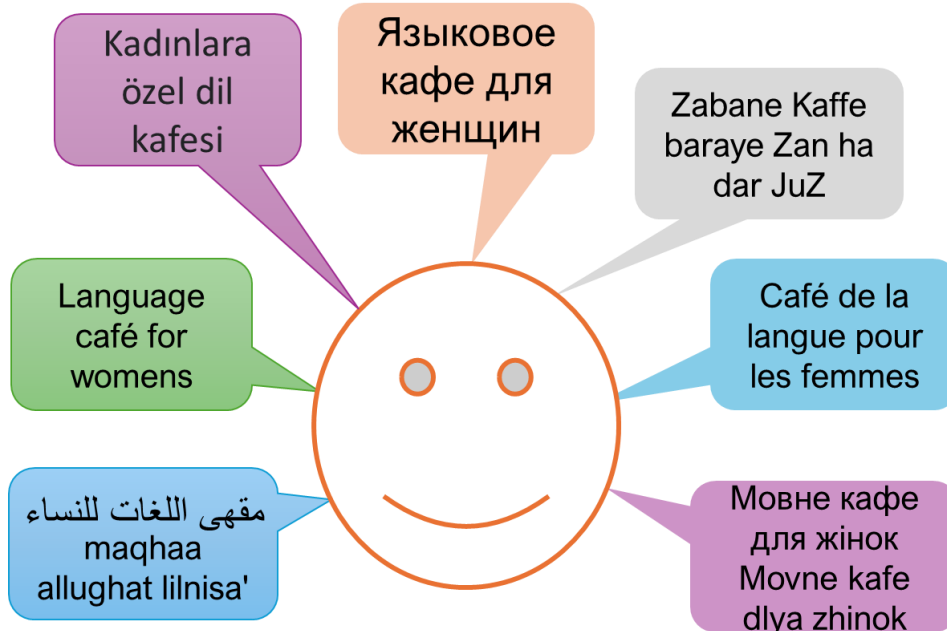 Kadınlara
özel dil
kafesi
Языковое
кафе для
женщин
Zabane Kaffe
baraye Zan ha
dar JuZ
Language
café for
womens
Café de la
langue pour
les femmes
مقهى اللغات للنساء
maqhaa
allughat lilnisa'
Мовне кафе
для жінок
Movne kafe
dlya zhinok